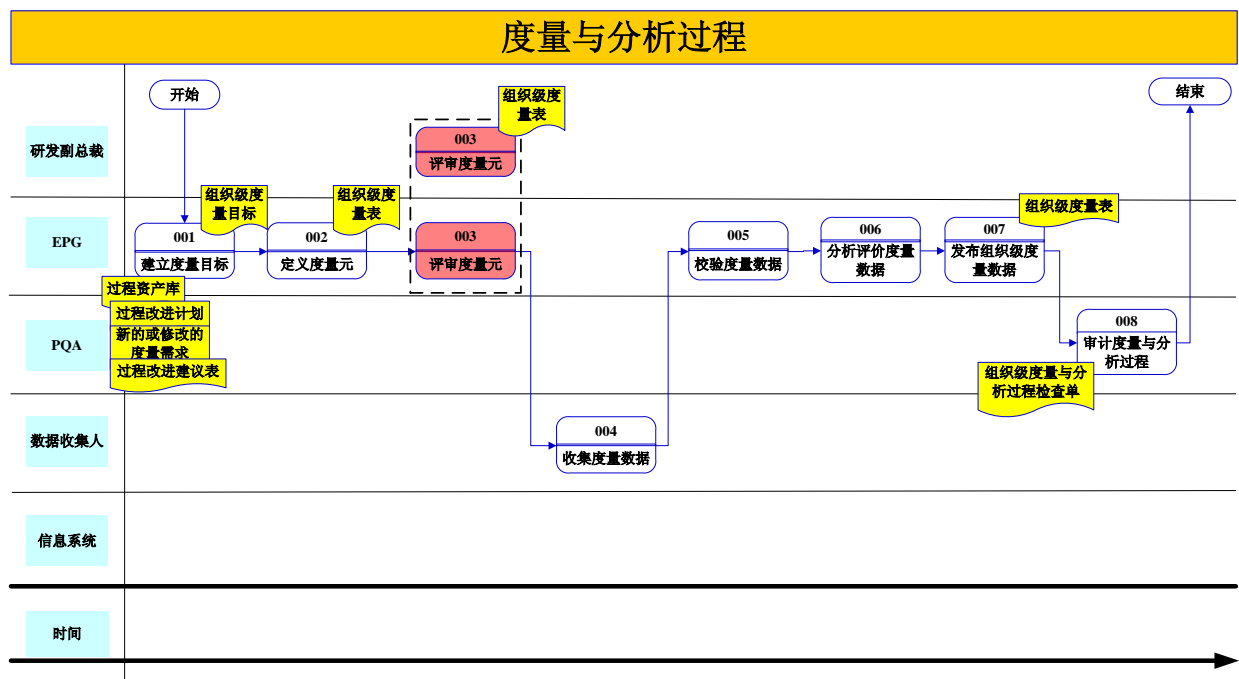 度量与分析过程
开始
结束
研发副总裁
组织级度
量表
003
评审度量元
EPG
组织级度
量目标
001
建立度量目标
组织级度
量表
002
定义度量元
003
评审度量元
005
校验度量数据
006
分析评价度量
数据
组织级度量表
007
发布组织级度
量数据
过程资产库
PQA
过程改进计划
新的或修改的
度量需求
过程改进建议表
008
审计度量与分
析过程
组织级度量与分
析过程检查单
数据收集人
004
收集度量数据
信息系统
时间